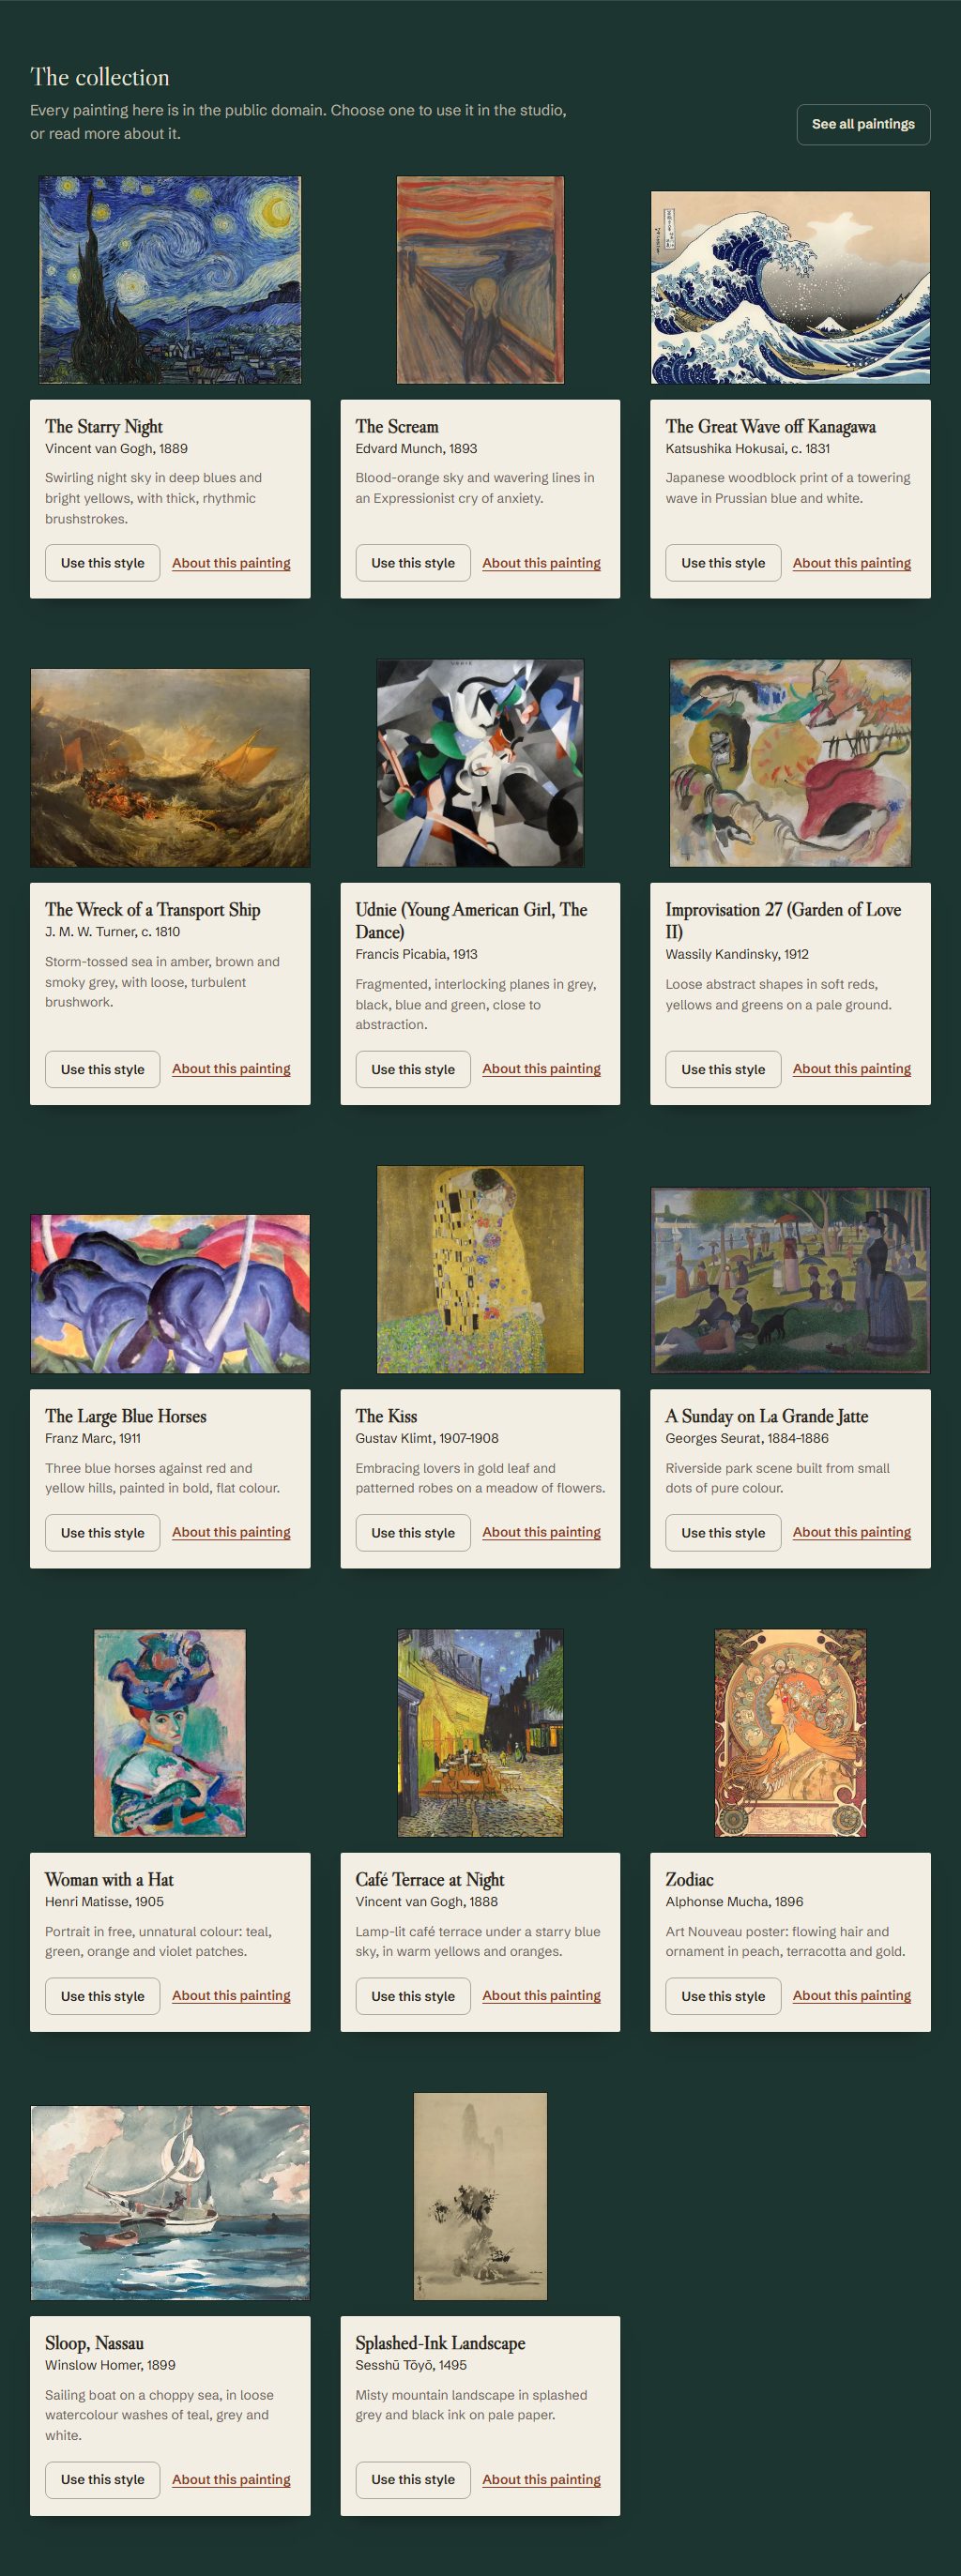 The collection
Every painting here is in the public domain. Choose one to use it in the studio,
or read more about it.
See all paintings
The Starry Night
Vincent van Gogh, 1889
Swirling night sky in deep blues and
bright yellows, with thick, rhythmic
brushstrokes.
Use this style About this painting
The Scream
Edvard Munch, 1893
Blood-orange sky and wavering lines in
an Expressionist cry of anxiety.
Use this style About this painting
The Great Wave off Kanagawa
Katsushika Hokusai, c. 1831
Japanese woodblock print of a towering
wave in Prussian blue and white.
Use this style About this painting
The Wreck of a Transport Ship
J. M. W. Turner, c. 1810
Storm-tossed sea in amber, brown and
smoky grey, with loose, turbulent
brushwork.
Use this style About this painting
Udnie (Young American Girl, The
Dance)
Francis Picabia, 1913
Fragmented, interlocking planes in grey,
black, blue and green, close to
abstraction.
Use this style About this painting
Improvisation 27 (Garden of Love
II)
Wassily Kandinsky, 1912
Loose abstract shapes in soft reds,
yellows and greens on a pale ground.
Use this style About this painting
The Large Blue Horses
Franz Marc, 1911
Three blue horses against red and
yellow hills, painted in bold, flat colour.
Use this style About this painting
The Kiss
Gustav Klimt, 1907–1908
Embracing lovers in gold leaf and
patterned robes on a meadow of flowers.
Use this style About this painting
A Sunday on La Grande Jatte
Georges Seurat, 1884–1886
Riverside park scene built from small
dots of pure colour.
Use this style About this painting
Woman with a Hat
Henri Matisse, 1905
Portrait in free, unnatural colour: teal,
green, orange and violet patches.
Use this style About this painting
Café Terrace at Night
Vincent van Gogh, 1888
Lamp-lit café terrace under a starry blue
sky, in warm yellows and oranges.
Use this style About this painting
Zodiac
Alphonse Mucha, 1896
Art Nouveau poster: flowing hair and
ornament in peach, terracotta and gold.
Use this style About this painting
Sloop, Nassau
Winslow Homer, 1899
Sailing boat on a choppy sea, in loose
watercolour washes of teal, grey and
white.
Use this style About this painting
Splashed-Ink Landscape
Sesshū Tōyō, 1495
Misty mountain landscape in splashed
grey and black ink on pale paper.
Use this style About this painting